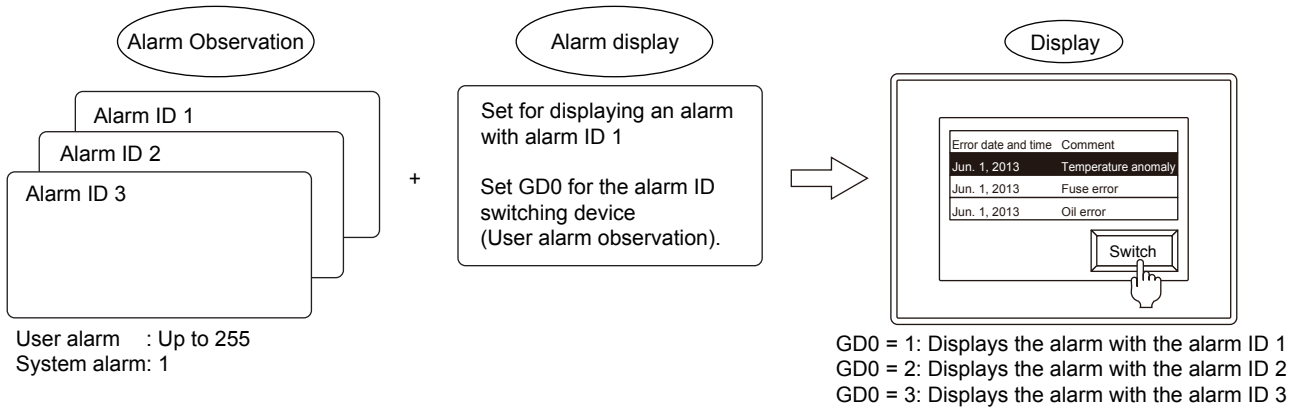 Alarm Observation
Alarm ID 1
Alarm ID 2
Alarm ID 3
User alarm : Up to 255
System alarm: 1
+
Alarm display
Set for displaying an alarm
with alarm ID 1
Set GD0 for the alarm ID
switching device
(User alarm observation).
Display
Error date and time Comment
Jun. 1, 2013 Temperature anomaly
Jun. 1, 2013 Fuse error
Jun. 1, 2013 Oil error
Switch
GD0 = 1: Displays the alarm with the alarm ID 1
GD0 = 2: Displays the alarm with the alarm ID 2
GD0 = 3: Displays the alarm with the alarm ID 3